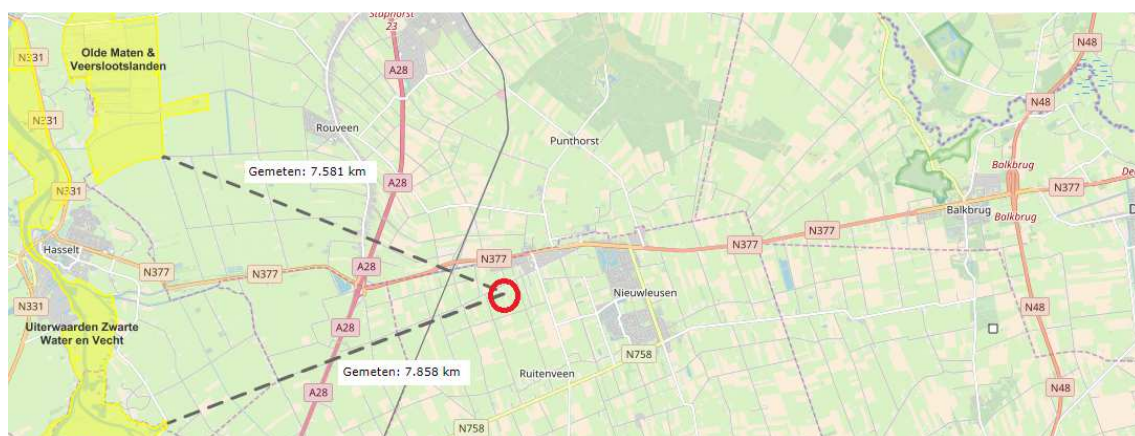 Staphorst
23
N331
Olde Maten &
Veerslootslanden
A28
N48
N48
N331
Rouveen
Punthorst
Gemeten: 7.581 km
A28
N331
Balkbrug
N377
De
Balkbrug
Balkbrug
N377
N377
Hasselt
N377
N377
A28
N377
Nieuwleusen
N331
N48
Uiterwaarden Zwarte
Water en Vecht
A28
N758
Gemeten: 7.858 km
Ruitenveen
A28
N48
N758